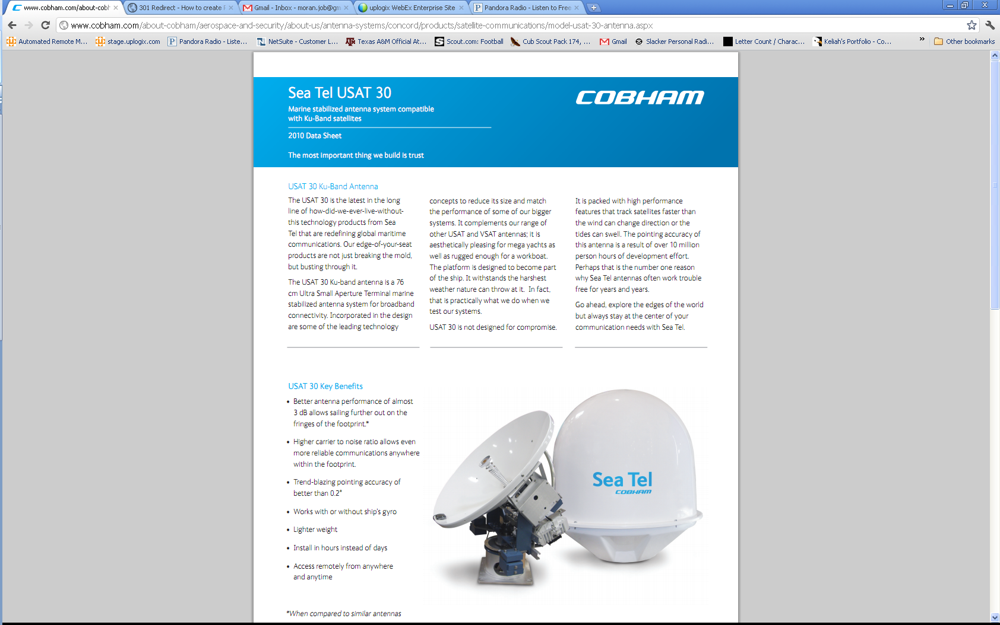 www.cobham.com/about-cobh
301 Redirect - How to create
Gmail - Inbox - moran.job@gm
uplogix WebEx Enterprise Site
Pandora Radio - Listen to Free
www.cobham.com/about-cobham/aerospace-and-security/about-us/antenna-systems/concord/products/satellite-communications/model-usat-30-antenna.aspx
Automated Remote M...
stage.uplogix.com
Pandora Radio - Liste...
NetSuite - Customer L...
Texas A&M Official At...
Scout.com: Football
Cub Scout Pack 174, ...
Gmail
Slacker Personal Radi...
Letter Count / Charac...
Keliah's Portfolio - Co...
»
Other bookmarks
Sea Tel USAT 30
COBHAM
Marine stabilized antenna system compatible
with Ku-Band satellites
2010 Data Sheet
The most important thing we build is trust
USAT 30 Ku-Band Antenna
The USAT 30 is the latest in the long
line of how-did-we-ever-live-without-
this technology products from Sea
Tel that are redefining global maritime
communications. Our edge-of-your-seat
products are not just breaking the mold,
but busting through it.
The USAT 30 Ku-band antenna is a 76
cm Ultra Small Aperture Terminal marine
stabilized antenna system for broadband
connectivity. Incorporated in the design
are some of the leading technology
concepts to reduce its size and match
the performance of some of our bigger
systems. It complements our range of
other USAT and VSAT antennas; it is
aesthetically pleasing for mega yachts as
well as rugged enough for a workboat.
The platform is designed to become part
of the ship. It withstands the harshest
weather nature can throw at it. In fact,
that is practically what we do when we
test our systems.
USAT 30 is not designed for compromise.
It is packed with high performance
features that track satellites faster than
the wind can change direction or the
tides can swell. The pointing accuracy of
this antenna is a result of over 10 million
person hours of development effort.
Perhaps that is the number one reason
why Sea Tel antennas often work trouble
free for years and years.
Go ahead, explore the edges of the world
but always stay at the center of your
communication needs with Sea Tel.
USAT 30 Key Benefits
• Better antenna performance of almost
3 dB allows sailing further out on the
fringes of the footprint.*
• Higher carrier to noise ratio allows even
more reliable communications anywhere
within the footprint.
• Trend-blazing pointing accuracy of
better than 0.2°
• Works with or without ship's gyro
• Lighter weight
• Install in hours instead of days
• Access remotely from anywhere
and anytime
Sea Tel
COBHAM
*When compared to similar antennas